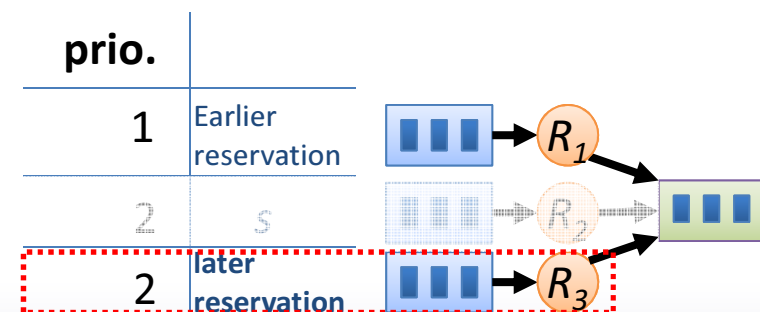 prio.
1 Earlier reservation R1
2 s R2
2 later reservation R3